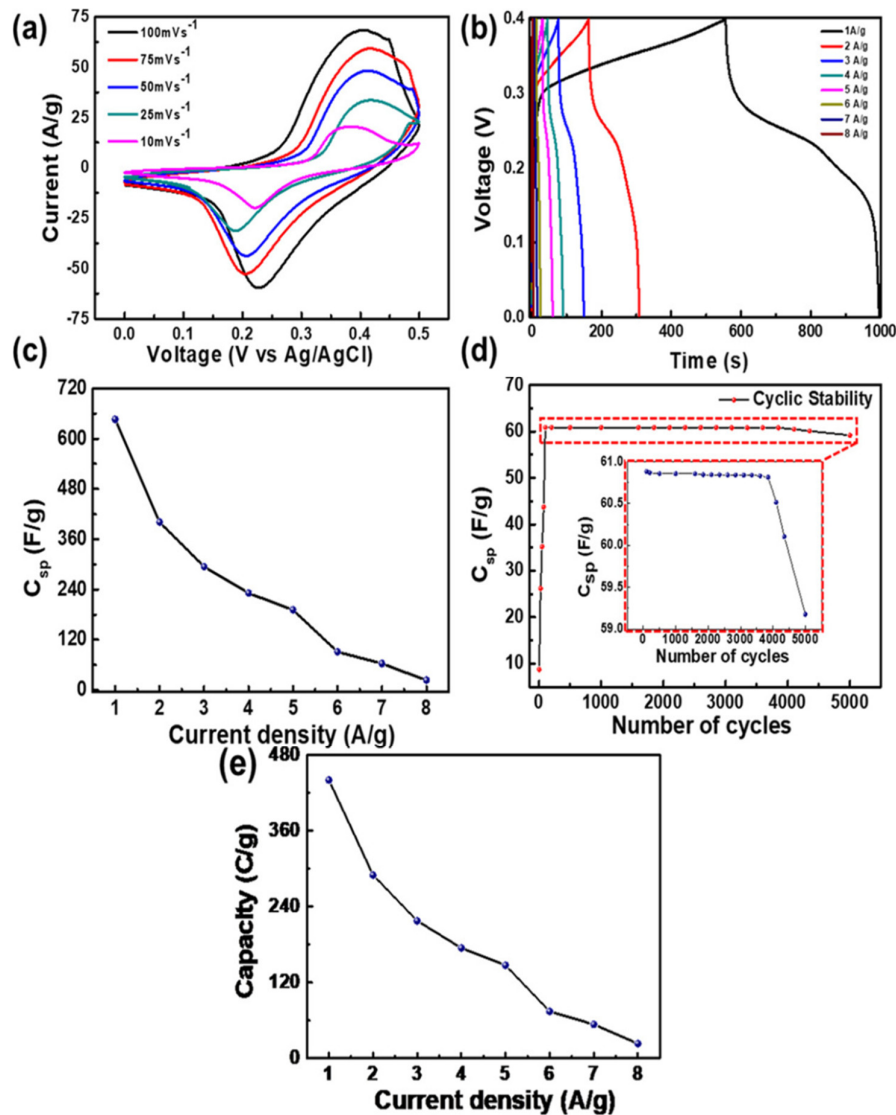 (a)
75
50
25
0
-25
-50
-75
Current (A/g)
100mVs⁻¹
75mVs⁻¹
50mVs⁻¹
25mVs⁻¹
10mVs⁻¹
0.0 0.1 0.2 0.3 0.4 0.5
Voltage (V vs Ag/AgCl)
(b)
0.4
0.3
0.2
0.1
0.0
Voltage (V)
1A/g
2 A/g
3 A/g
4 A/g
5 A/g
6 A/g
7 A/g
8 A/g
0 200 400 600 800 1000
Time (s)
(c)
720
600
480
360
240
120
0
Csp (F/g)
1 2 3 4 5 6 7 8
Current density (A/g)
(d)
70
60
50
40
30
20
10
Csp (F/g)
Cyclic Stability
61.0
60.5
60.0
59.5
59.0
Csp (F/g)
0 1000 2000 3000 4000 5000
Number of cycles
0 1000 2000 3000 4000 5000
Number of cycles
(e)
480
360
240
120
0
Capacity (C/g)
1 2 3 4 5 6 7 8
Current density (A/g)